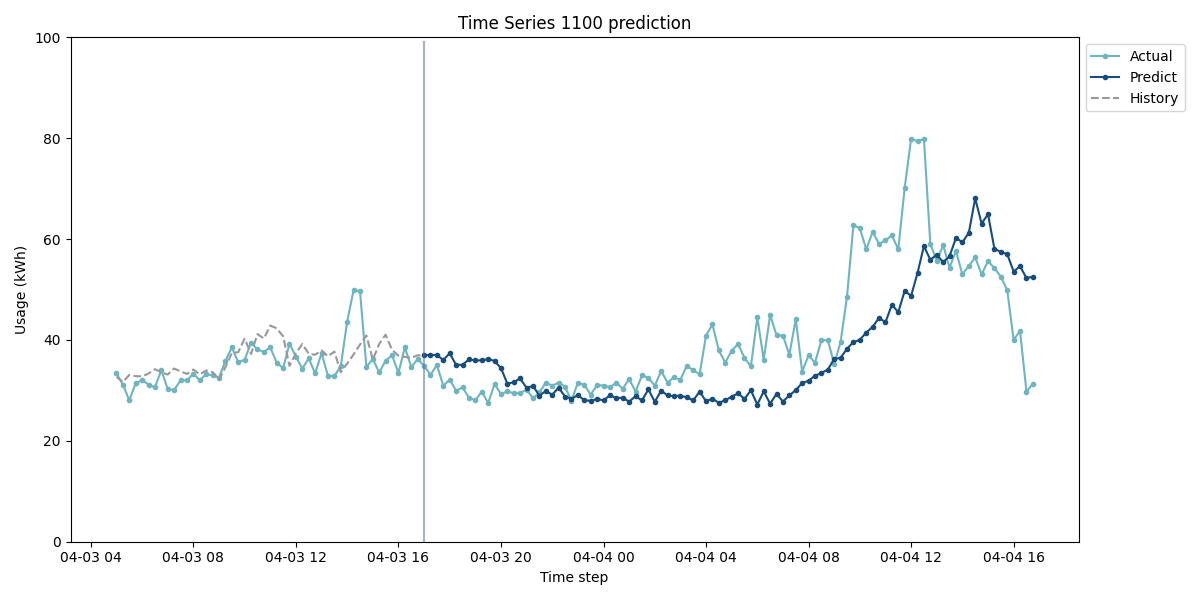 Time Series 1100 prediction
100
80
60
40
20
0
Usage (kWh)
04-03 04
04-03 08
04-03 12
04-03 16
04-03 20
04-04 00
04-04 04
04-04 08
04-04 12
04-04 16
Time step
Actual
Predict
History